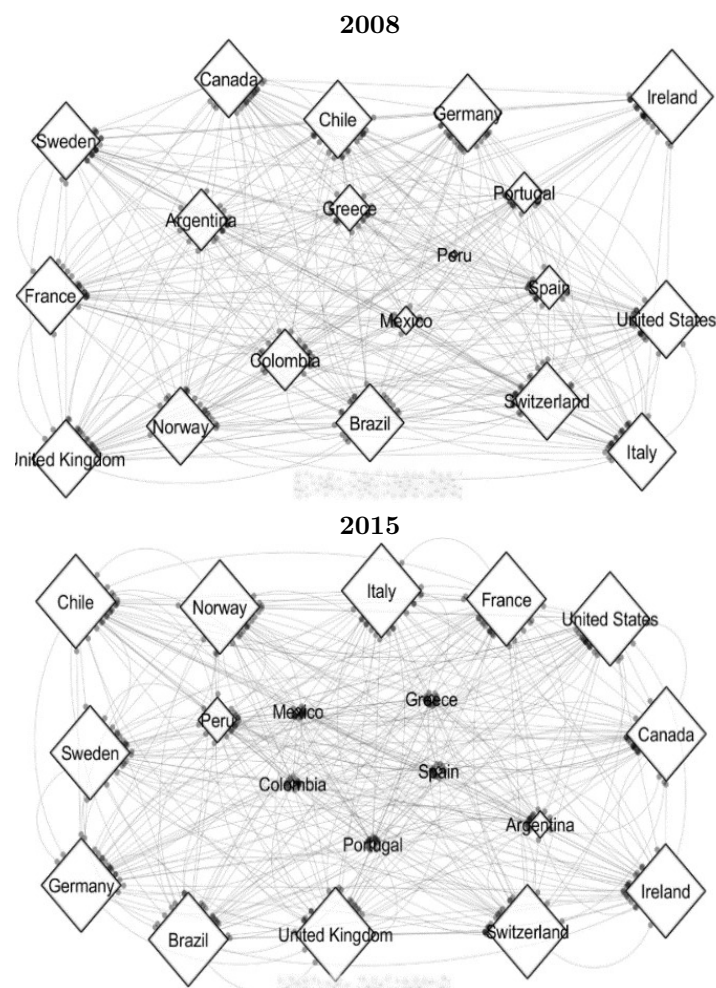 2008
Canada
Ireland
Chile
Germany
Sweden
Portugal
Greece
Argentina
Peru
Spain
France
Mexico
United States
Colombia
Switzerland
Norway
Brazil
United Kingdom
Italy
2015
Italy
Chile
Norway
France
United States
Greece
Mexico
Peru
Canada
Sweden
Spain
Colombia
Argentina
Portugal
Germany
Ireland
Brazil
United Kingdom
Switzerland